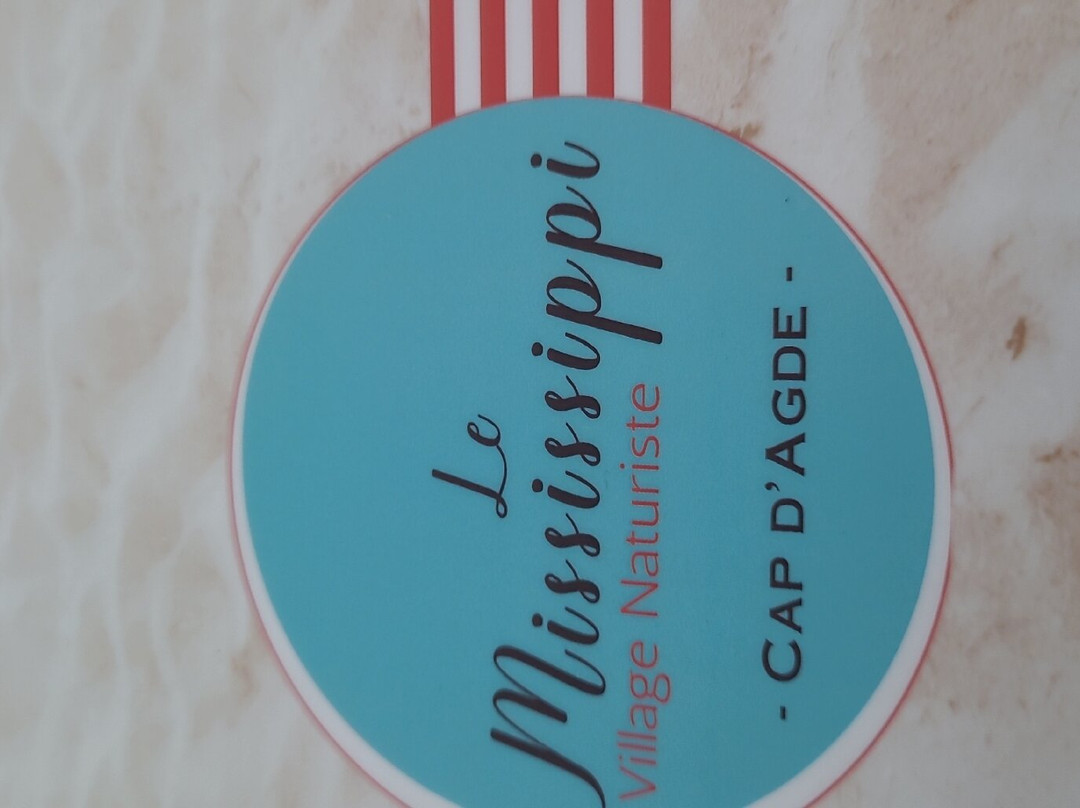 Le
Mississippi
Village Naturiste
- CAP D'AGDE -